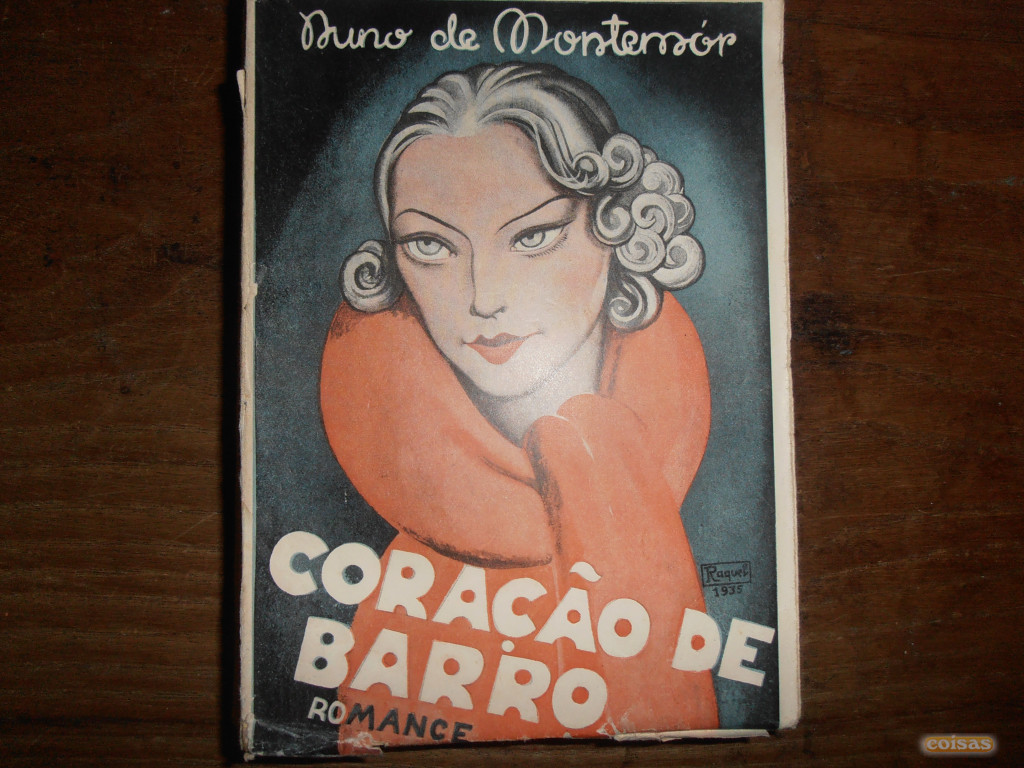 Nuno de Montemór
CORAÇÃO DE
BARRO
ROMANCE
Raquel
1935
coisas